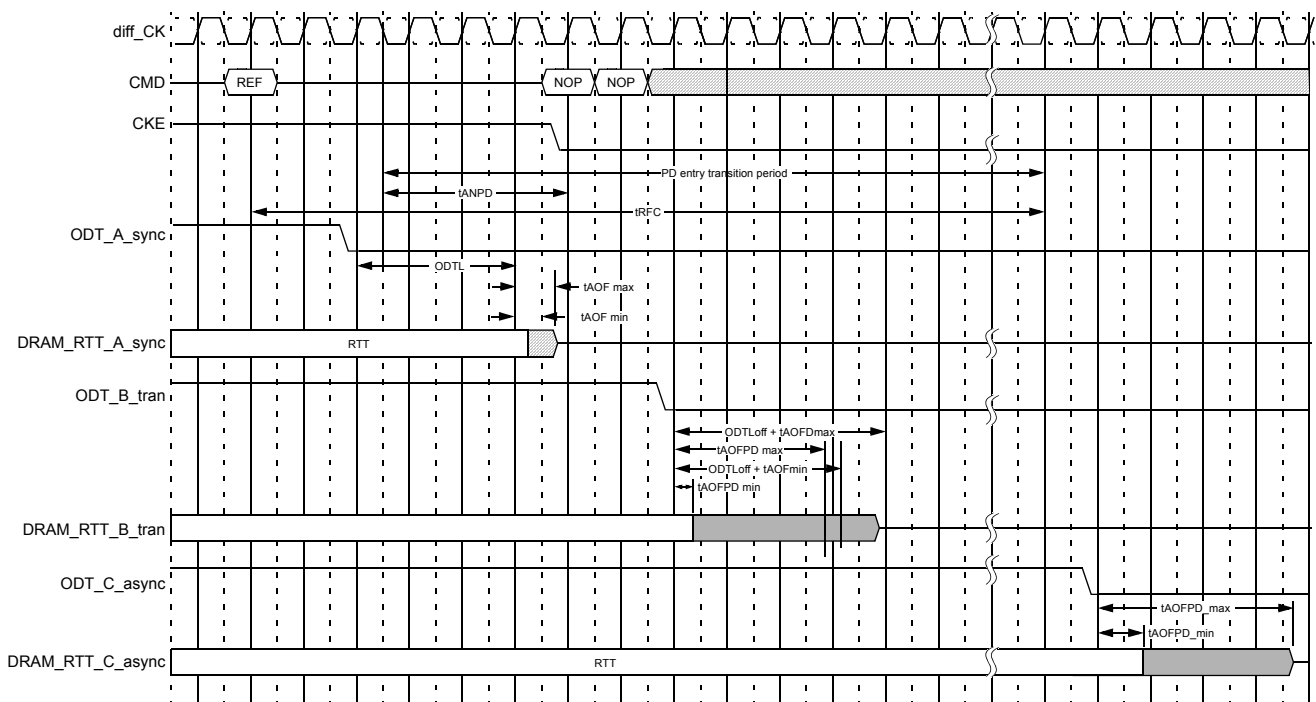 diff_CK
CMD REF NOP NOP
CKE
PD entry transition period
tANPD
tRFC
ODT_A_sync
ODTL
tAOF max
tAOF min
DRAM_RTT_A_sync RTT
ODT_B_tran
ODTLoff + tAOFDmax
tAOFPD max
ODTLoff + tAOFmin
tAOFPD min
DRAM_RTT_B_tran
ODT_C_async
tAOFPD_max
tAOFPD_min
DRAM_RTT_C_async RTT